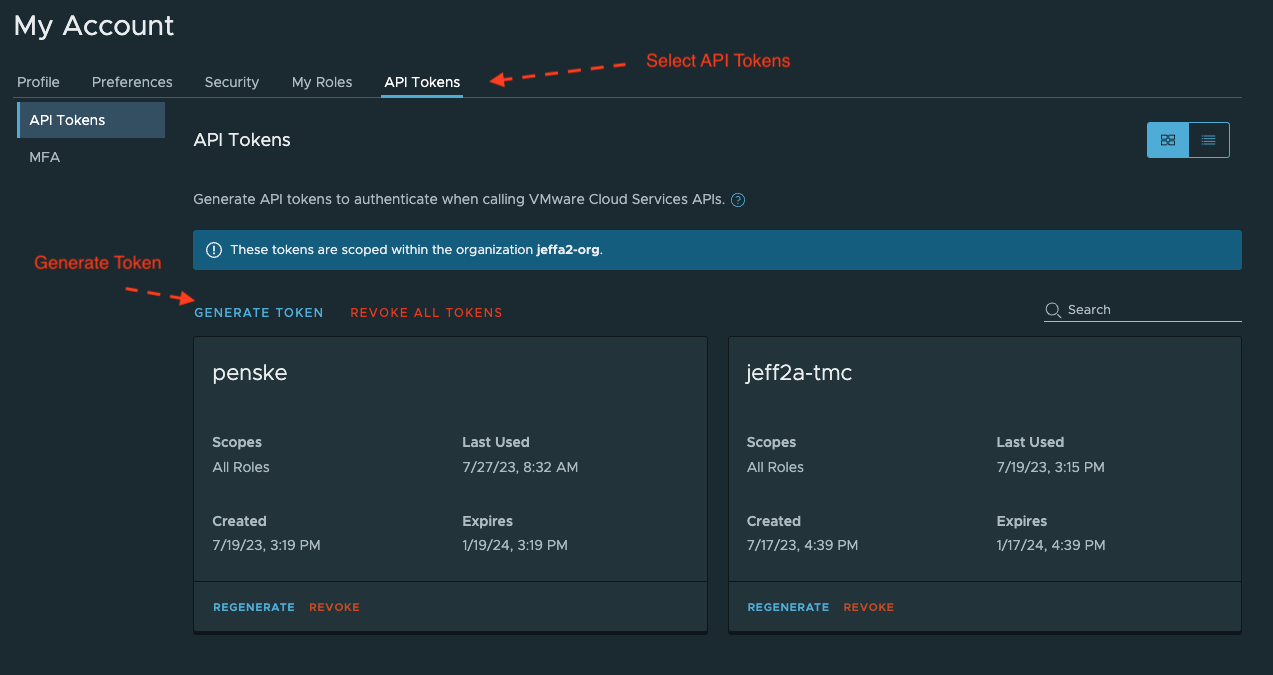 My Account
Select API Tokens
Profile Preferences Security My Roles API Tokens
API Tokens
MFA
API Tokens
Generate API tokens to authenticate when calling VMware Cloud Services APIs. ?
! These tokens are scoped within the organization jeffa2-org.
Generate Token
GENERATE TOKEN REVOKE ALL TOKENS
Search
penske
Scopes Last Used
All Roles 7/27/23, 8:32 AM
Created Expires
7/19/23, 3:19 PM 1/19/24, 3:19 PM
REGENERATE REVOKE
jeff2a-tmc
Scopes Last Used
All Roles 7/19/23, 3:15 PM
Created Expires
7/17/23, 4:39 PM 1/17/24, 4:39 PM
REGENERATE REVOKE